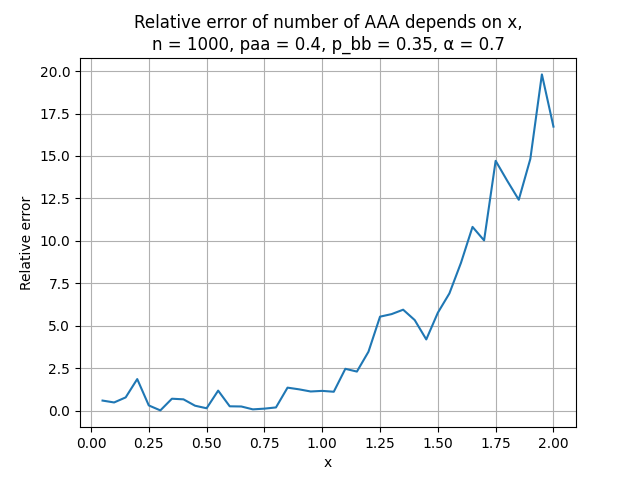 Relative error of number of AAA depends on x,
n = 1000, paa = 0.4, p_bb = 0.35, α = 0.7
20.0
17.5
15.0
12.5
10.0
7.5
5.0
2.5
0.0
Relative error
0.00 0.25 0.50 0.75 1.00 1.25 1.50 1.75 2.00
x